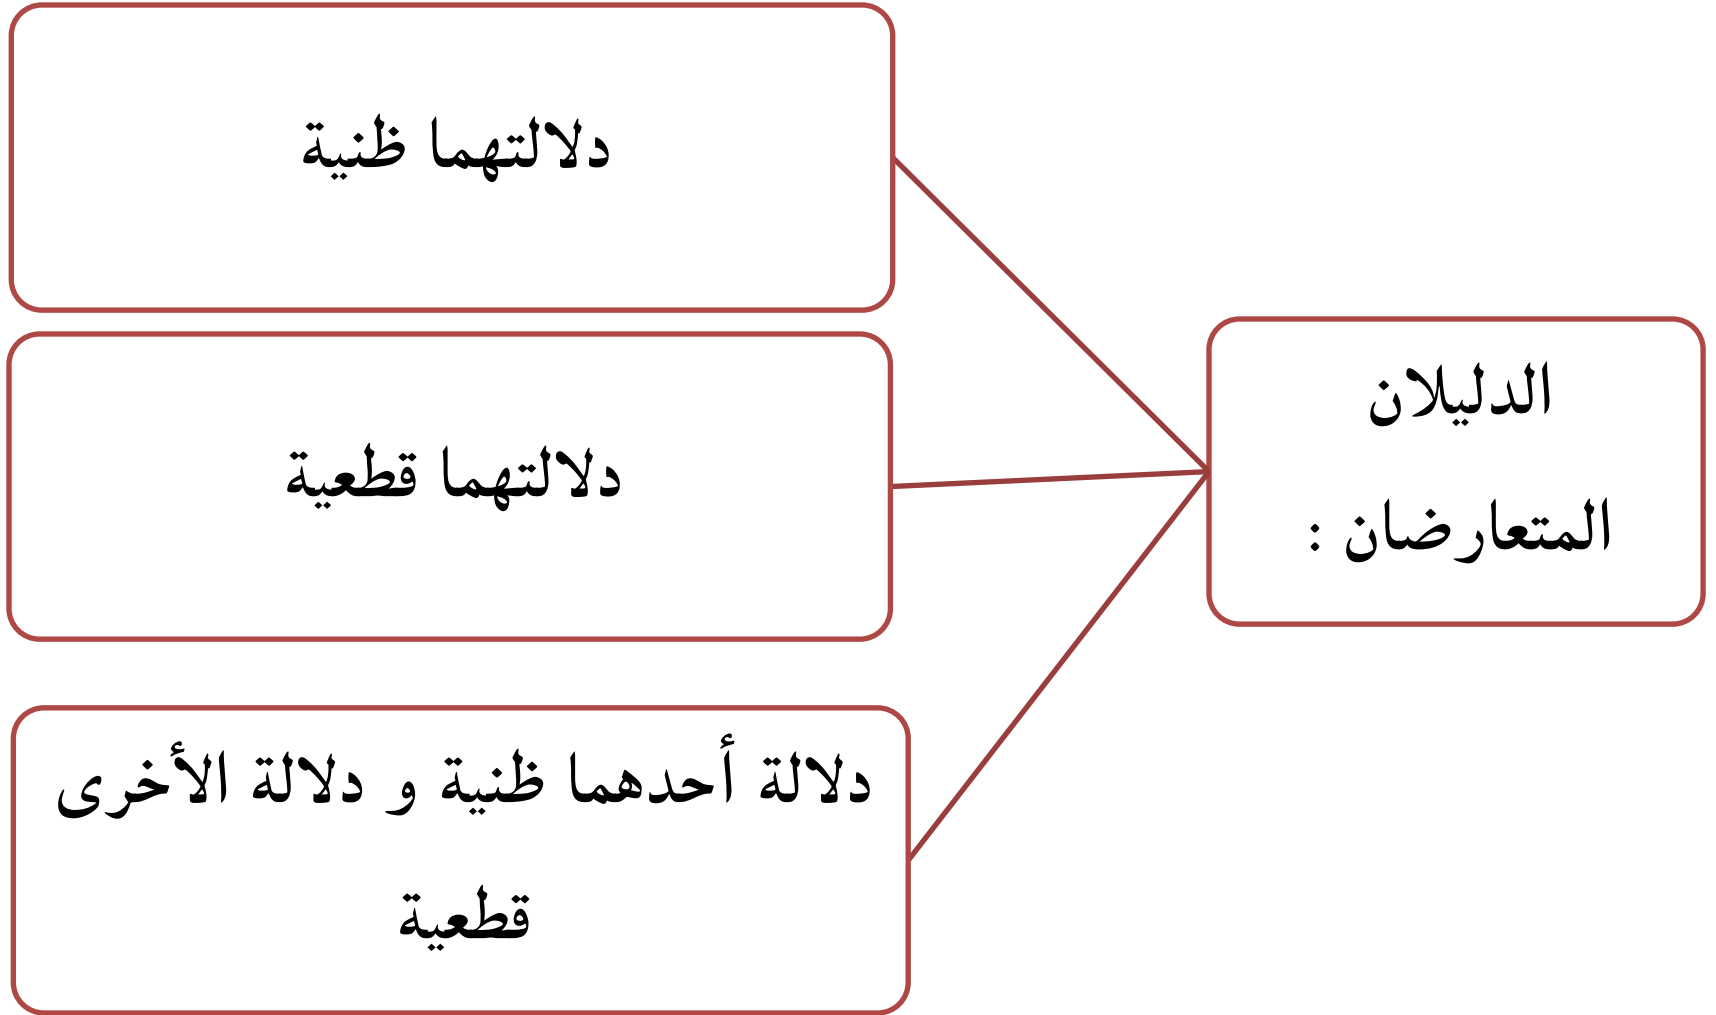 الدليلان
المتعارضان :
دلالتهما ظنية
دلالتهما قطعية
دلالة أحدهما ظنية و دلالة الأخرى
قطعية